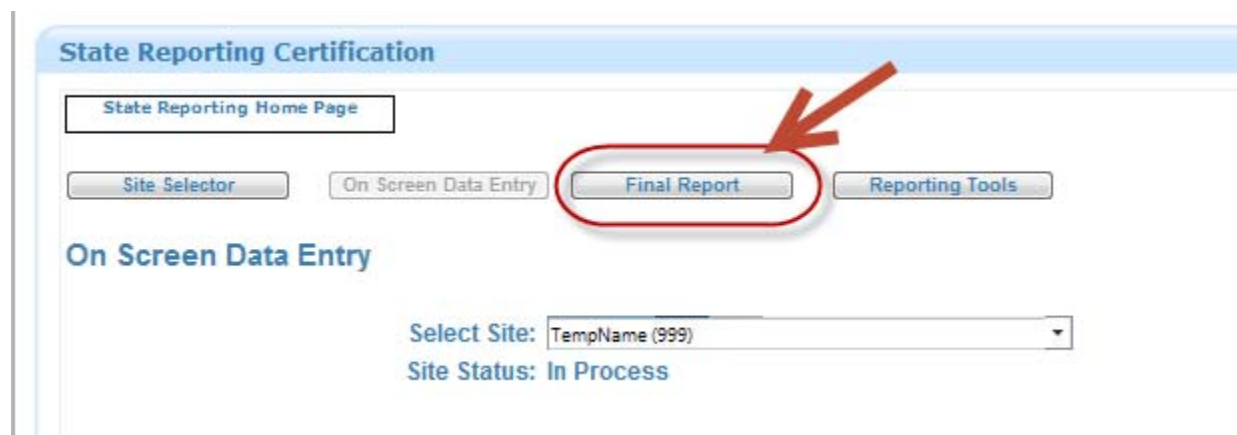 State Reporting Certification
State Reporting Home Page
Site Selector On Screen Data Entry Final Report Reporting Tools
On Screen Data Entry
Select Site: TempName (999)
Site Status: In Process